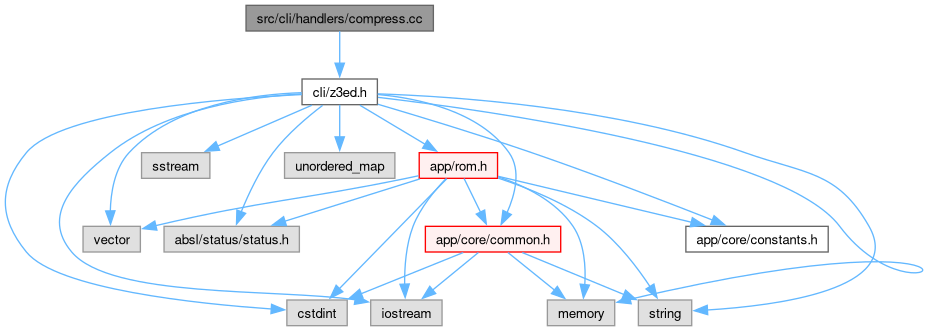 src/cli/handlers/compress.cc
cli/z3ed.h
sstream
unordered_map
app/rom.h
vector
absl/status/status.h
app/core/common.h
app/core/constants.h
cstdint
iostream
memory
string